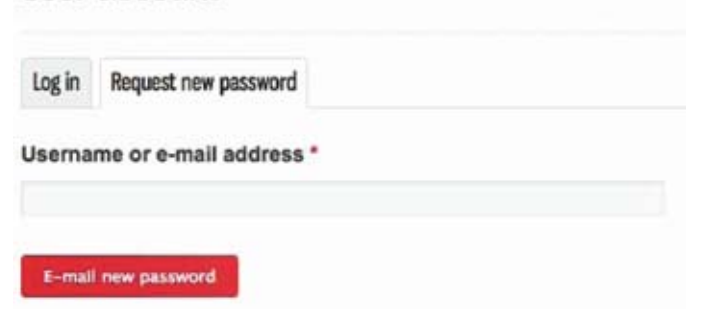 Log in Request new password
Username or e-mail address *
E-mail new password